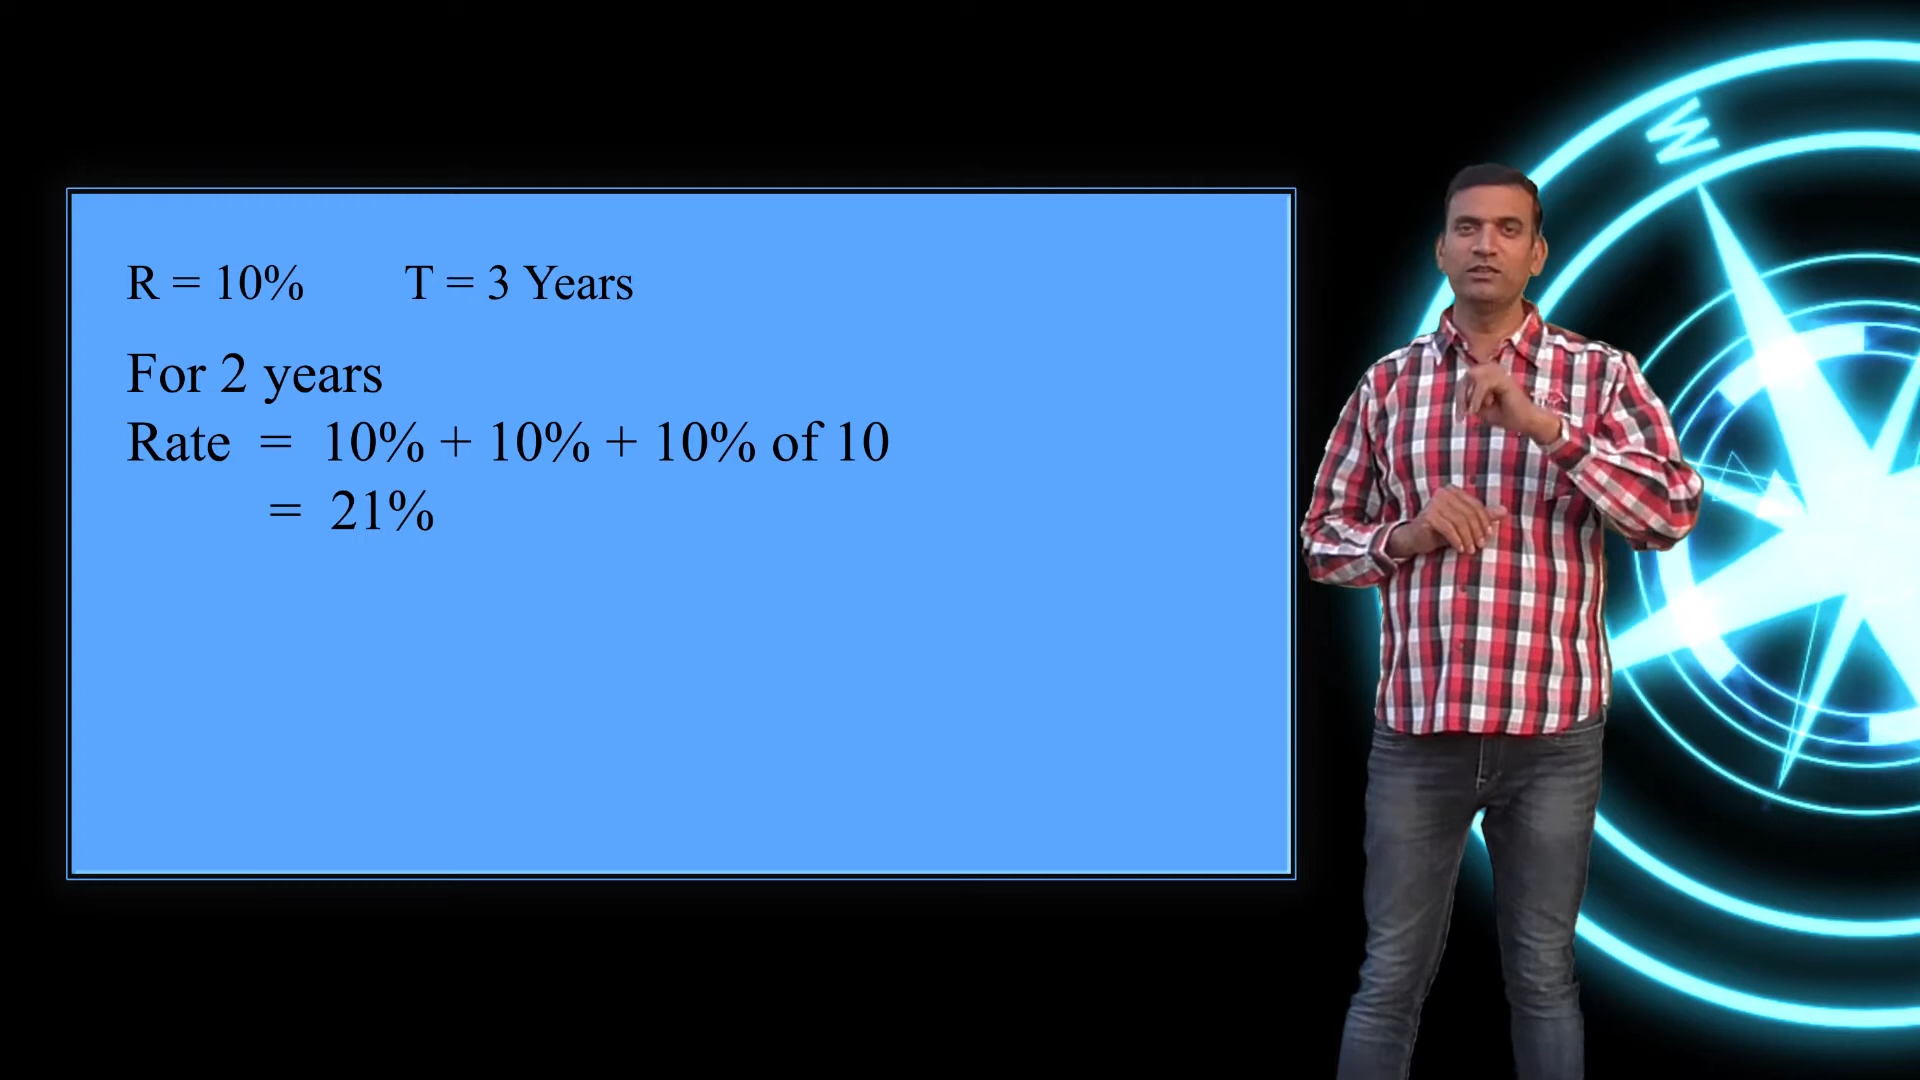 W
R = 10% T = 3 Years
For 2 years
Rate = 10% + 10% + 10% of 10
= 21%